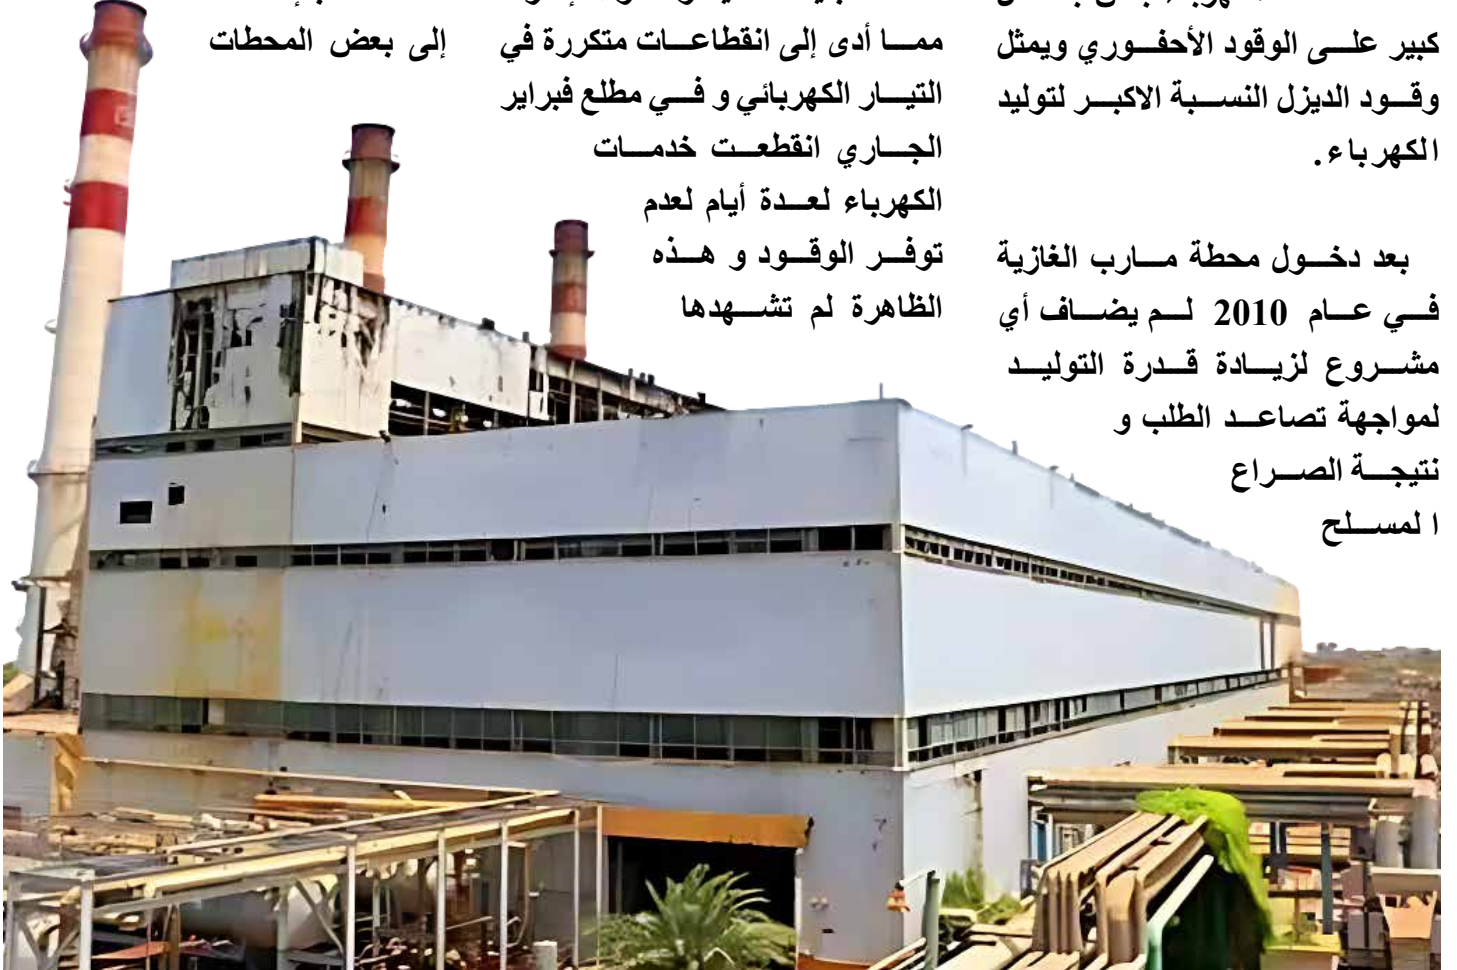 كبير على الوقود الأحفوري ويمثل
وقود الديزل النسبة الاكبر لتوليد
الكهرباء.
بعد دخول محطة مارب الغازية
في عام 2010 لم يضاف أي
مشروع لزيادة قدرة التوليد
لمواجهة تصاعد الطلب و
نتيجة الصراع
ا لمسلح
مما أدى إلى انقطاعات متكررة في
التيار الكهربائي و في مطلع فبراير
الجاري انقطعت خدمات
الكهرباء لعدة أيام لعدم
توفر الوقود و هذه
الظاهرة لم تشهدها
إلى بعض المحطات